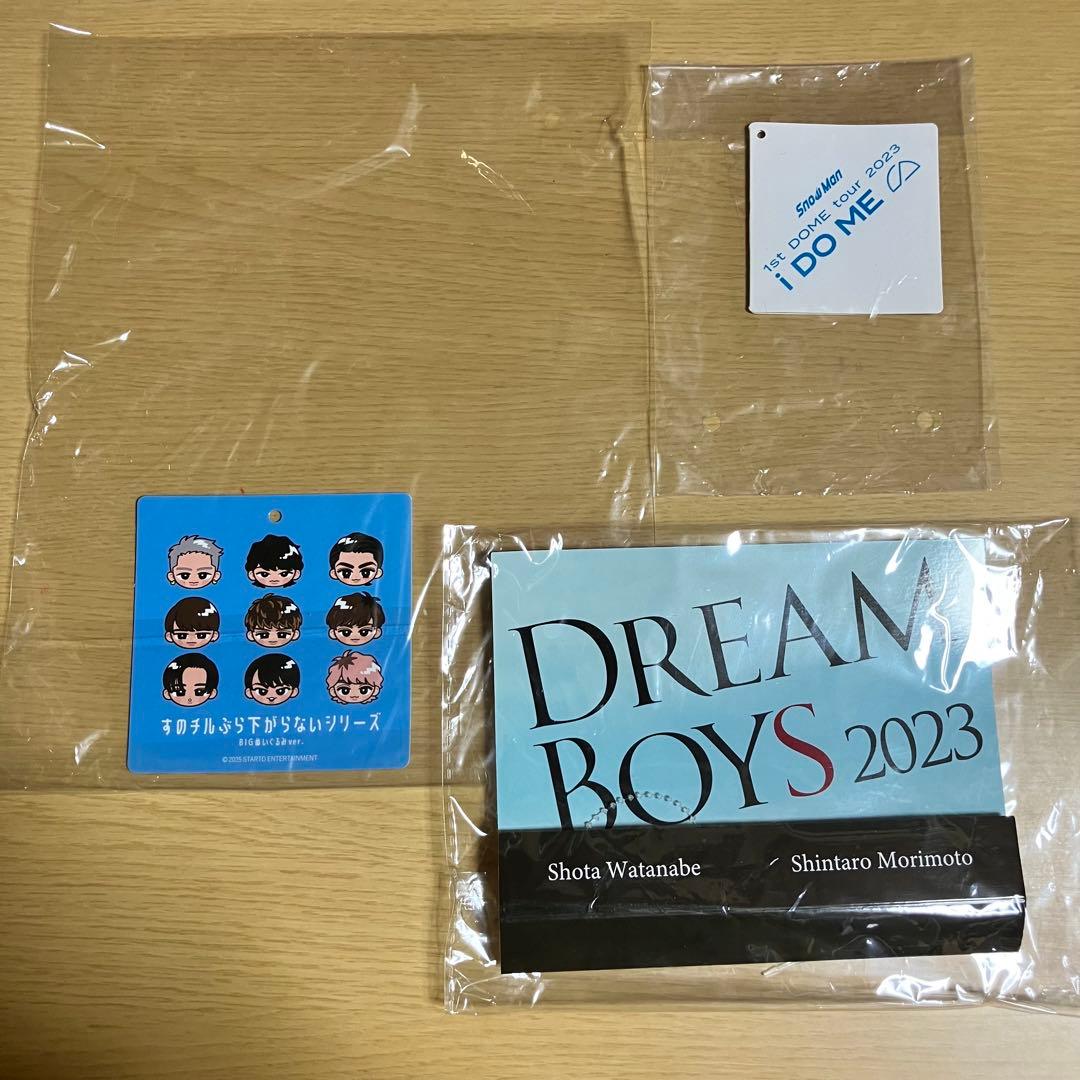 Snow Man
1st DOME tour 2023
i DO ME
すのチルぶら下がらないシリーズ
BIGぬいぐるみver.
© 2025 STARTO ENTERTAINMENT
DREAM
BOYS 2023
Shota Watanabe
Shintaro Morimoto